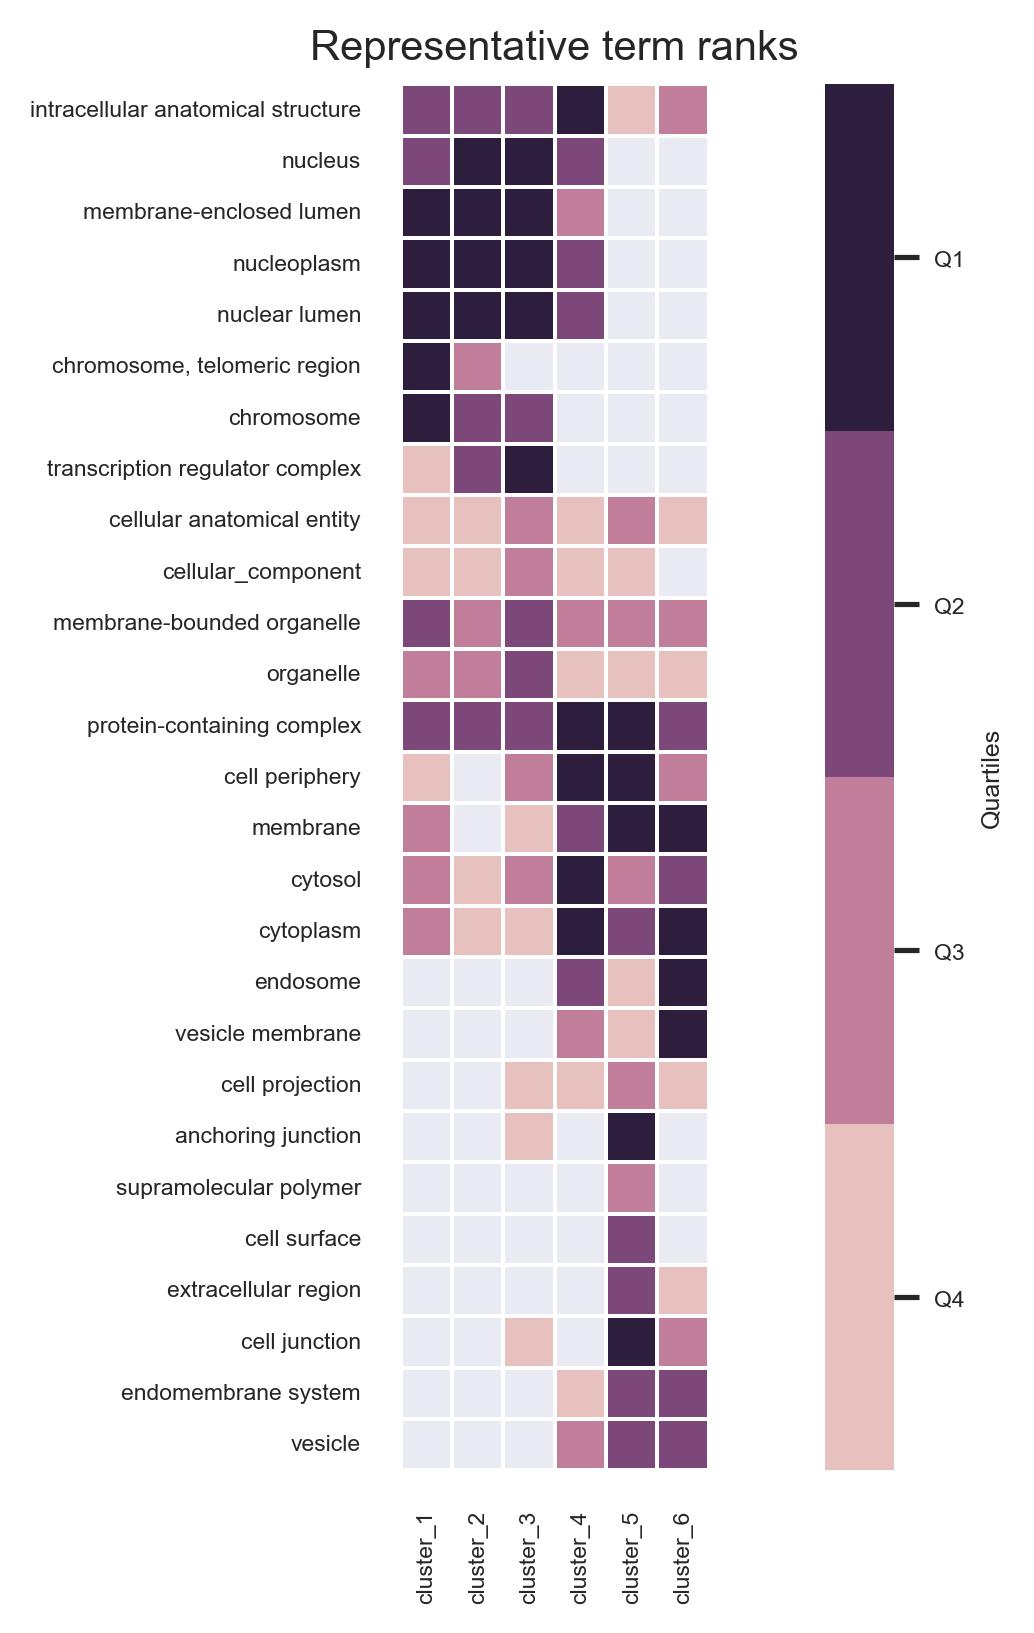 Representative term ranks
intracellular anatomical structure
nucleus
membrane-enclosed lumen
nucleoplasm
nuclear lumen
chromosome, telomeric region
chromosome
transcription regulator complex
cellular anatomical entity
cellular_component
membrane-bounded organelle
organelle
protein-containing complex
cell periphery
membrane
cytosol
cytoplasm
endosome
vesicle membrane
cell projection
anchoring junction
supramolecular polymer
cell surface
extracellular region
cell junction
endomembrane system
vesicle
cluster_1
cluster_2
cluster_3
cluster_4
cluster_5
cluster_6
Q1
Q2
Q3
Q4
Quartiles